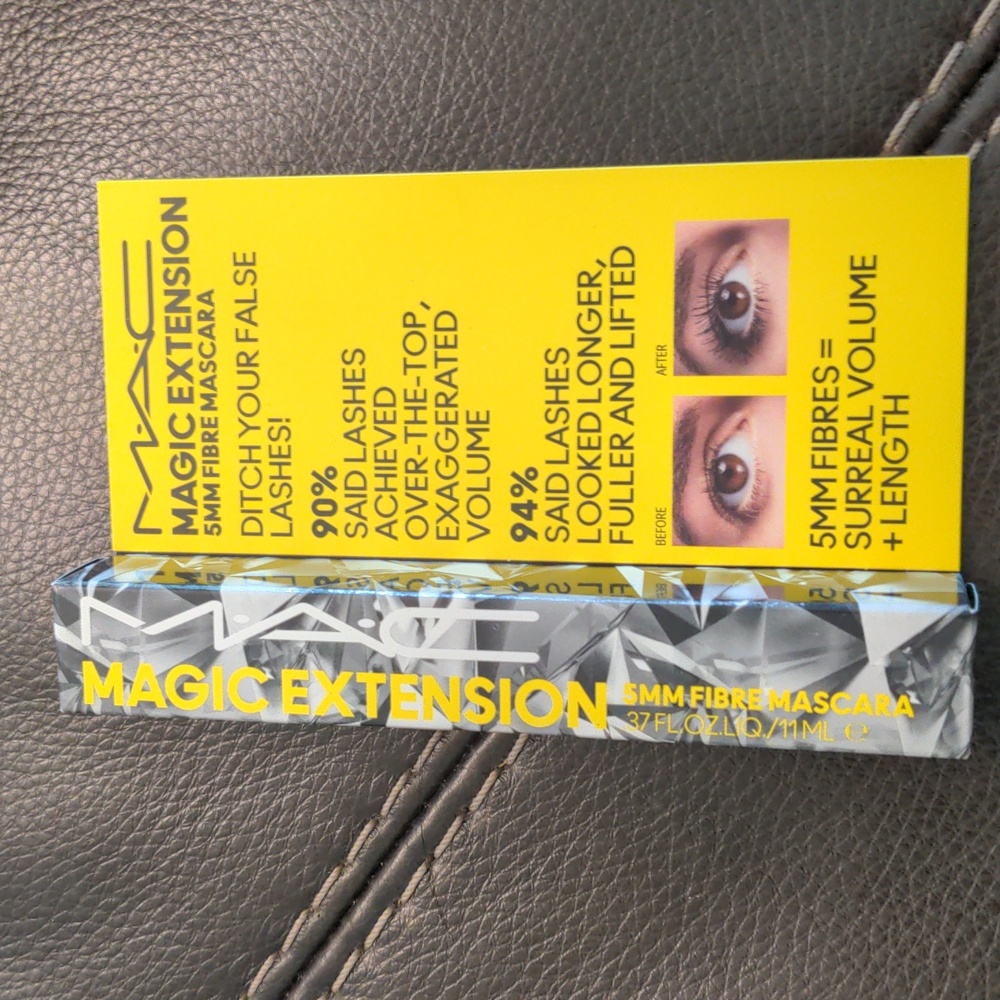 MAC
MAGIC EXTENSION
5MM FIBRE MASCARA
DITCH YOUR FALSE
LASHES!
90%
SAID LASHES
ACHIEVED
OVER-THE-TOP,
EXAGGERATED
VOLUME
94%
SAID LASHES
LOOKED LONGER,
FULLER AND LIFTED
BEFORE
AFTER
5MM FIBRES =
SURREAL VOLUME
+ LENGTH
MAC
MAGIC EXTENSION
5MM FIBRE MASCARA
.37 FL.OZ.LIQ./11 ML ℮